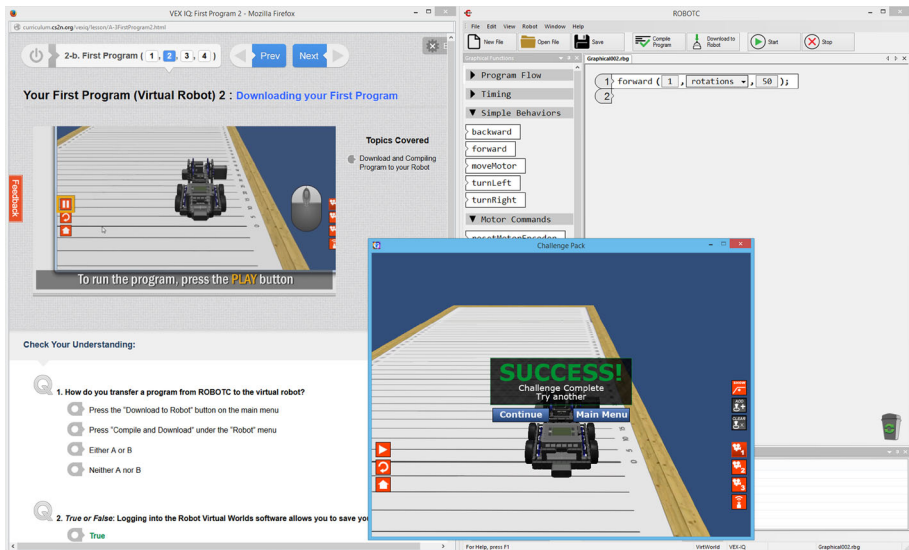 VEX IQ: First Program 2 - Mozilla Firefox
curriculum.cs2n.org/vexiq/lesson/A-3FirstProgram2.html
2-b. First Program ( 1 , 2 , 3 , 4 )
Prev
Next
Your First Program (Virtual Robot) 2 : Downloading your First Program
Topics Covered
Download and Compiling
Program to your Robot
Feedback
To run the program, press the PLAY button
Check Your Understanding:
1. How do you transfer a program from ROBOTC to the virtual robot?
Press the "Download to Robot" button on the main menu
Press "Compile and Download" under the "Robot" menu
Either A or B
Neither A nor B
2. True or False: Logging into the Robot Virtual Worlds software allows you to save you
True
ROBOTC
File Edit View Robot Window Help
New File
Open File
Save
Compile
Program
Download to
Robot
Start
Stop
Graphical Functions
Graphical002.rbg
Program Flow
Timing
Simple Behaviors
backward
forward
moveMotor
turnLeft
turnRight
Motor Commands
resetMotorEncoder
1 forward ( 1 , rotations , 50 );
2
Challenge Pack
SUCCESS!
Challenge Complete
Try another
Continue
Main Menu
ADD
CLEAR
1
2
3
For Help, press F1
VirtWorld
VEX-IQ
Graphical002.rbg